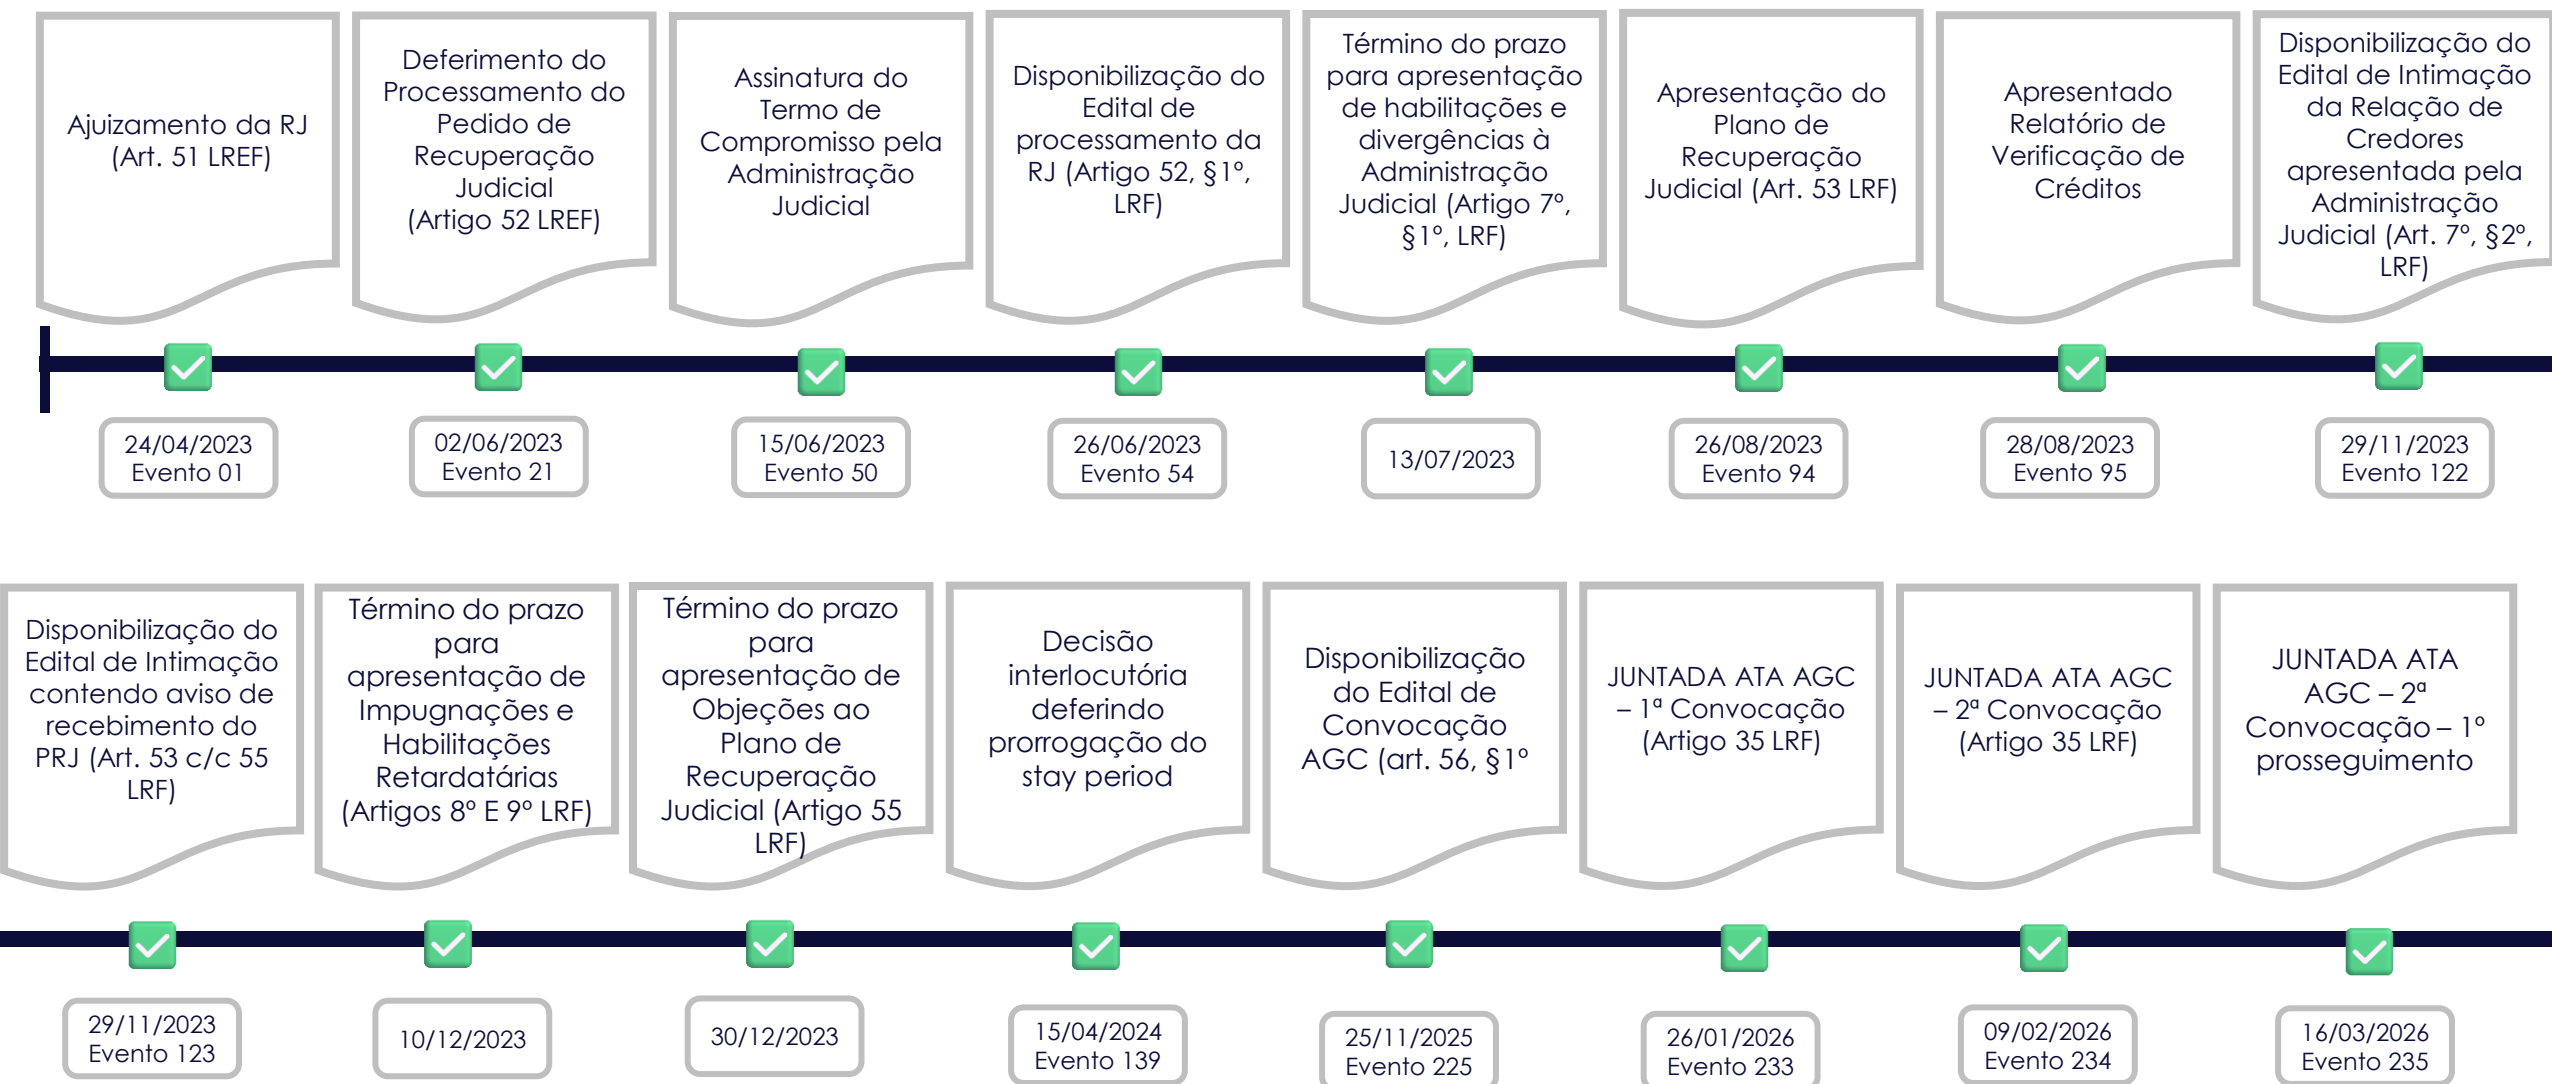 Ajuizamento da RJ
(Art. 51 LREF)
Deferimento do
Processamento do
Pedido de
Recuperação
Judicial
(Artigo 52 LREF)
Assinatura do
Termo de
Compromisso pela
Administração
Judicial
Disponibilização do
Edital de
processamento da
RJ (Artigo 52, §1º,
LRF)
Término do prazo
para apresentação
de habilitações e
divergências à
Administração
Judicial (Artigo 7º,
§1º, LRF)
Apresentação do
Plano de
Recuperação
Judicial (Art. 53 LRF)
Apresentado
Relatório de
Verificação de
Créditos
Disponibilização do
Edital de Intimação
da Relação de
Credores
apresentada pela
Administração
Judicial (Art. 7º, §2º,
LRF)
24/04/2023
Evento 01
02/06/2023
Evento 21
15/06/2023
Evento 50
26/06/2023
Evento 54
13/07/2023
26/08/2023
Evento 94
28/08/2023
Evento 95
29/11/2023
Evento 122
Disponibilização do
Edital de Intimação
contendo aviso de
recebimento do
PRJ (Art. 53 c/c 55
LRF)
Término do prazo
para
apresentação de
Impugnações e
Habilitações
Retardatárias
(Artigos 8º E 9º LRF)
Término do prazo
para
apresentação de
Objeções ao
Plano de
Recuperação
Judicial (Artigo 55
LRF)
Decisão
interlocutória
deferindo
prorrogação do
stay period
Disponibilização
do Edital de
Convocação
AGC (art. 56, §1º
JUNTADA ATA AGC
– 1ª Convocação
(Artigo 35 LRF)
JUNTADA ATA AGC
– 2ª Convocação
(Artigo 35 LRF)
JUNTADA ATA
AGC – 2ª
Convocação – 1º
prosseguimento
29/11/2023
Evento 123
10/12/2023
30/12/2023
15/04/2024
Evento 139
25/11/2025
Evento 225
26/01/2026
Evento 233
09/02/2026
Evento 234
16/03/2026
Evento 235